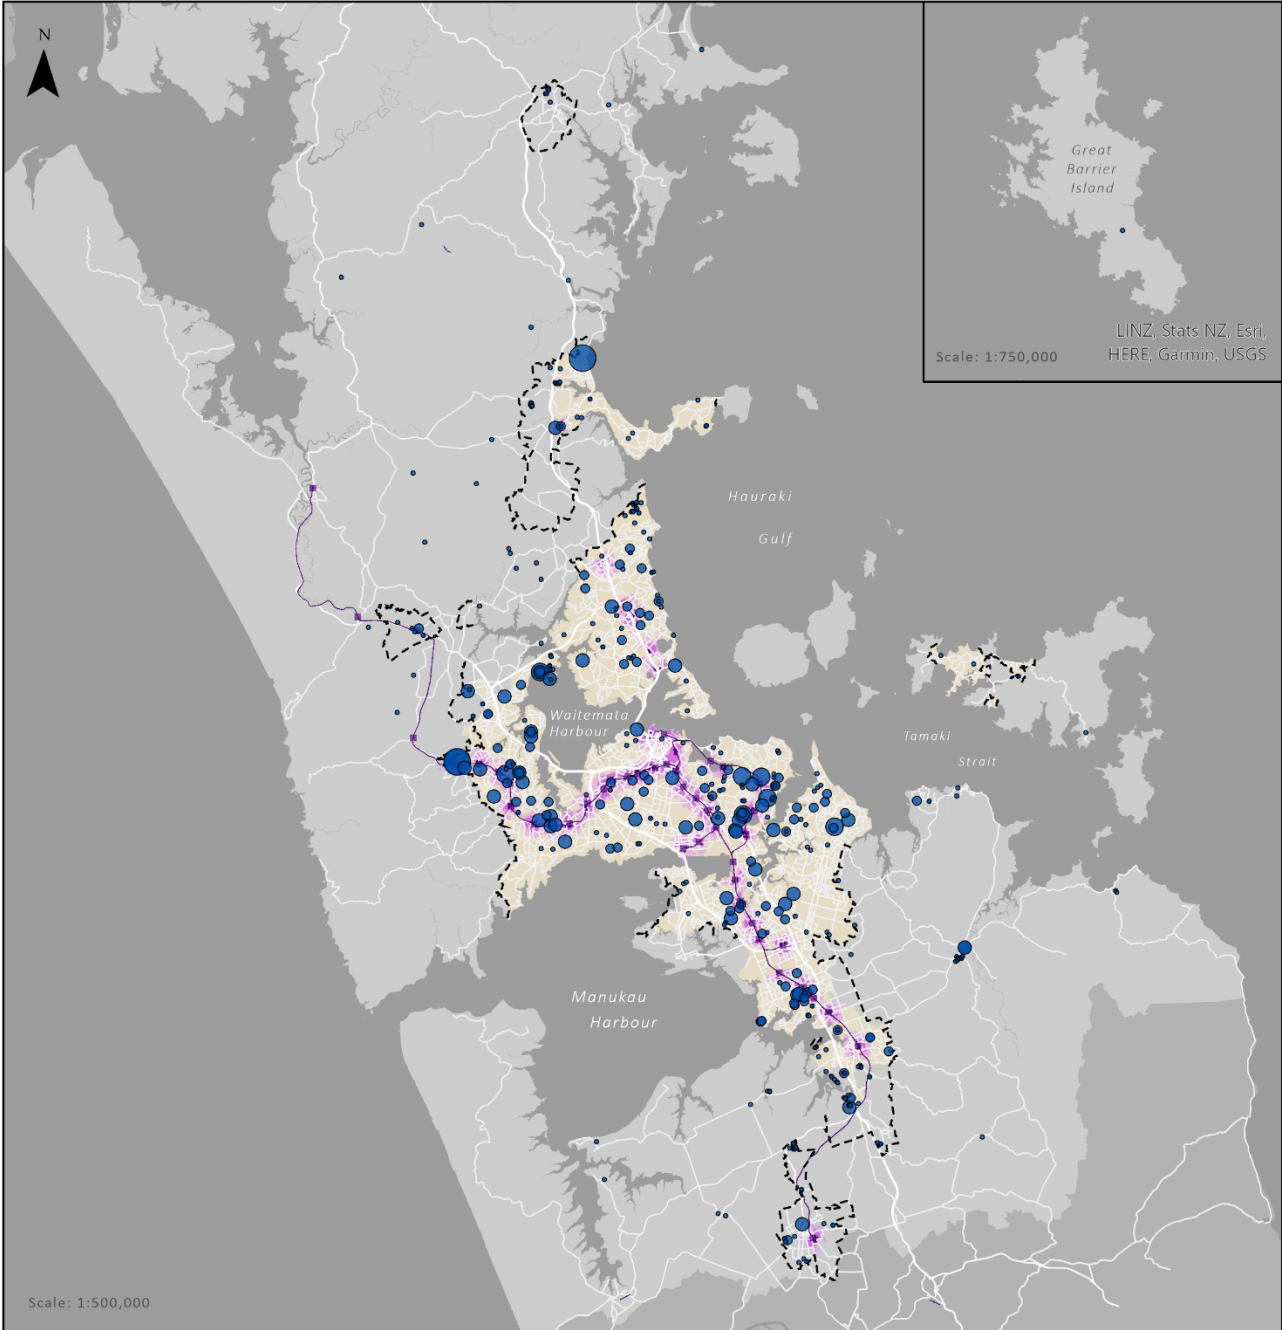 N
Great
Barrier
Island
LINZ, Stats NZ, Esri,
HERE, Garmin, USGS
Scale: 1:750,000
Hauraki
Gulf
Waitemata
Harbour
Tamaki
Strait
Manukau
Harbour
Scale: 1:500,000